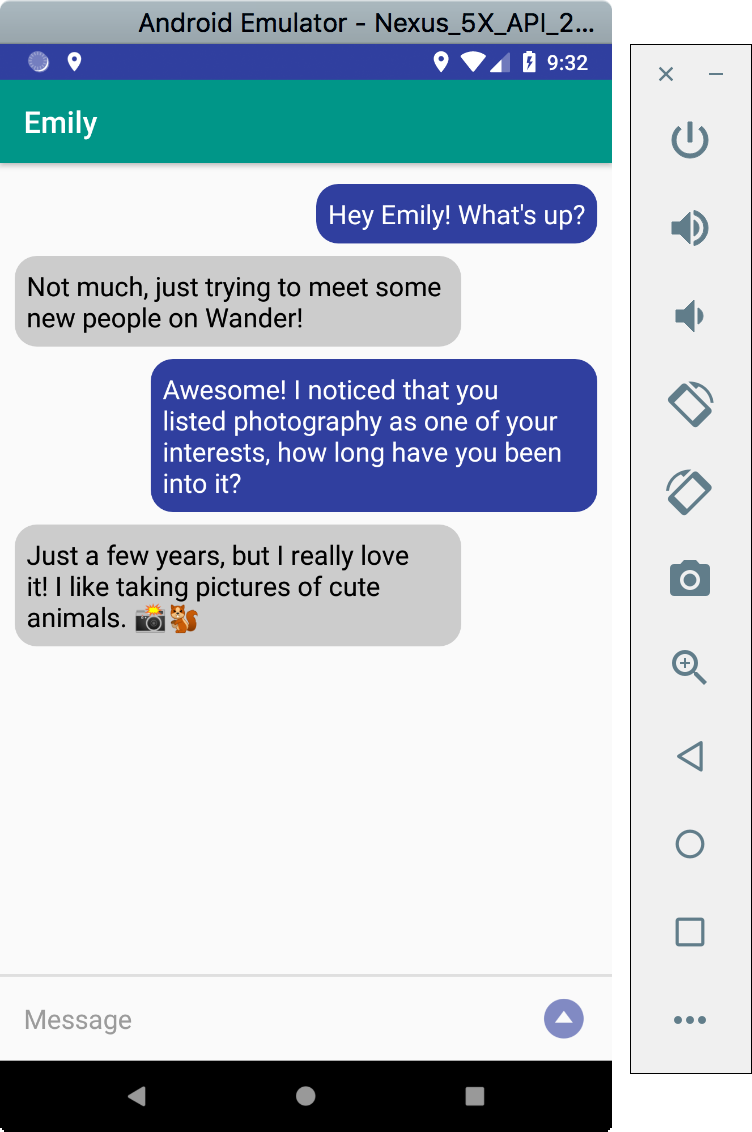 Android Emulator - Nexus_5X_API_2...
9:32
Emily
Hey Emily! What's up?
Not much, just trying to meet some
new people on Wander!
Awesome! I noticed that you
listed photography as one of your
interests, how long have you been
into it?
Just a few years, but I really love
it! I like taking pictures of cute
animals. 📸🐿️
Message